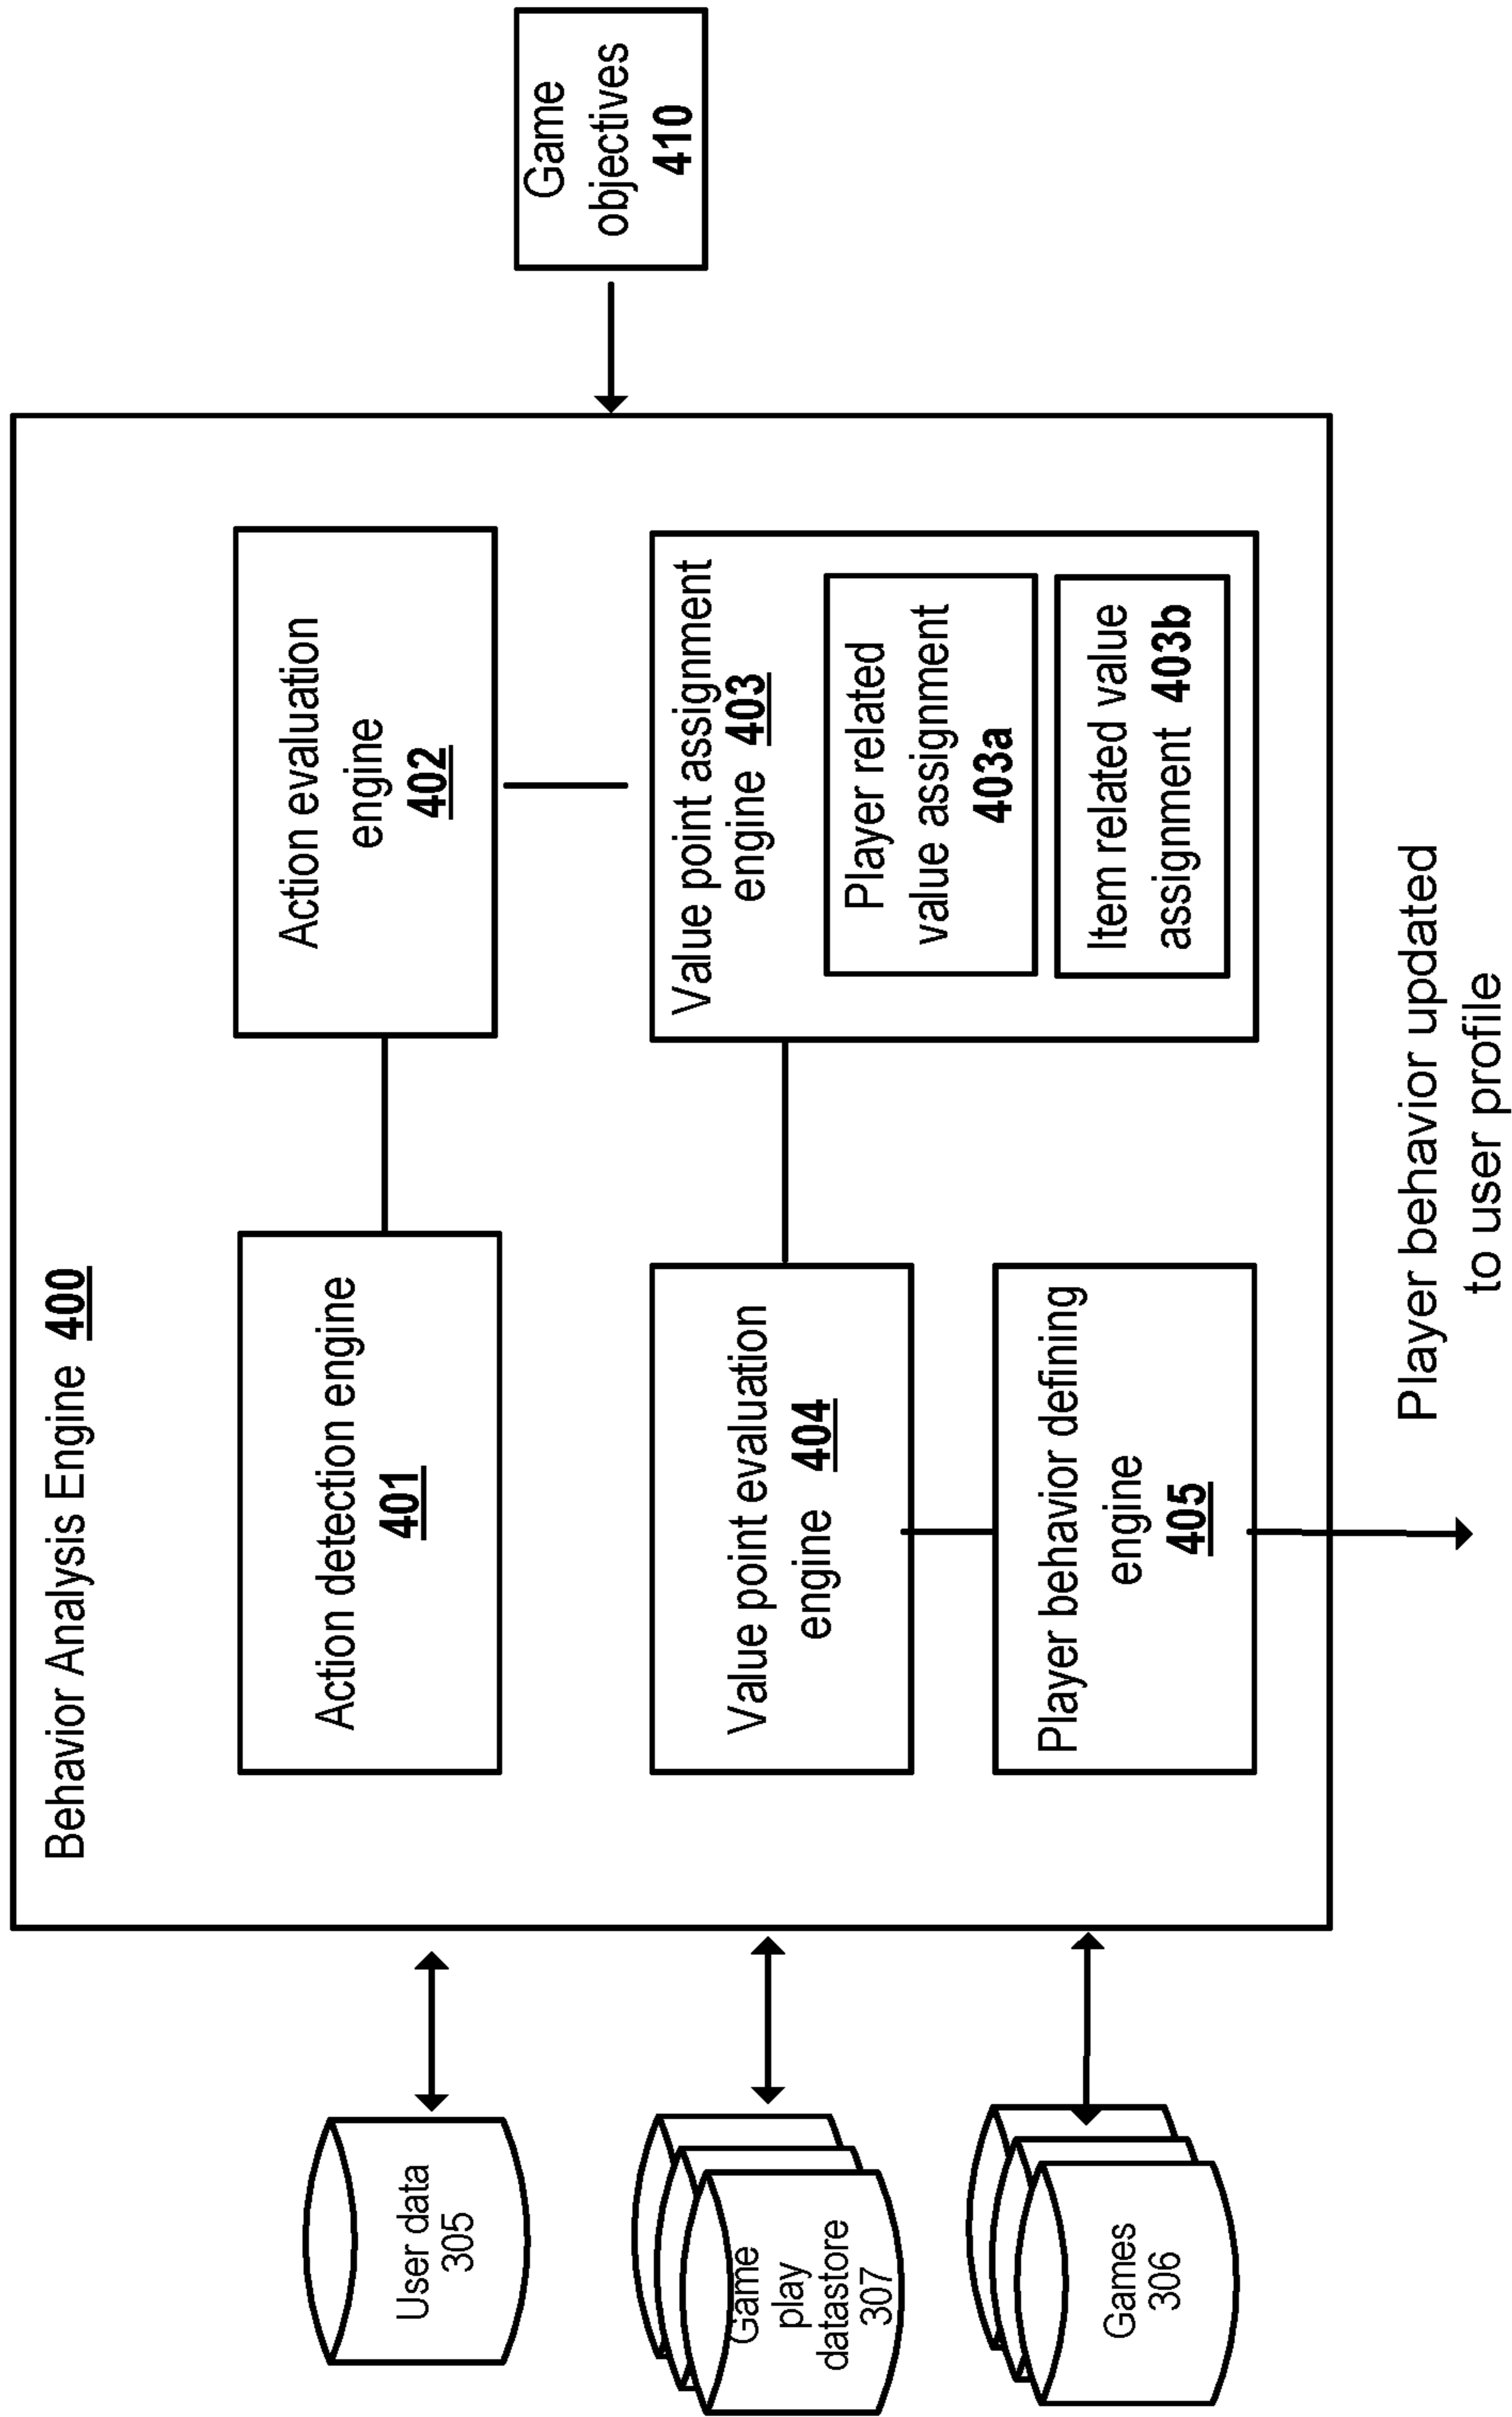 Behavior Analysis Engine 400
User data
305
Action detection engine
401
Action evaluation
engine
402
Game
objectives
410
Game
play
datastore
307
Value point evaluation
engine 404
Value point assignment
engine 403
Player related
value assignment
403a
Item related value
assignment 403b
Games
306
Player behavior defining
engine
405
Player behavior updated
to user profile